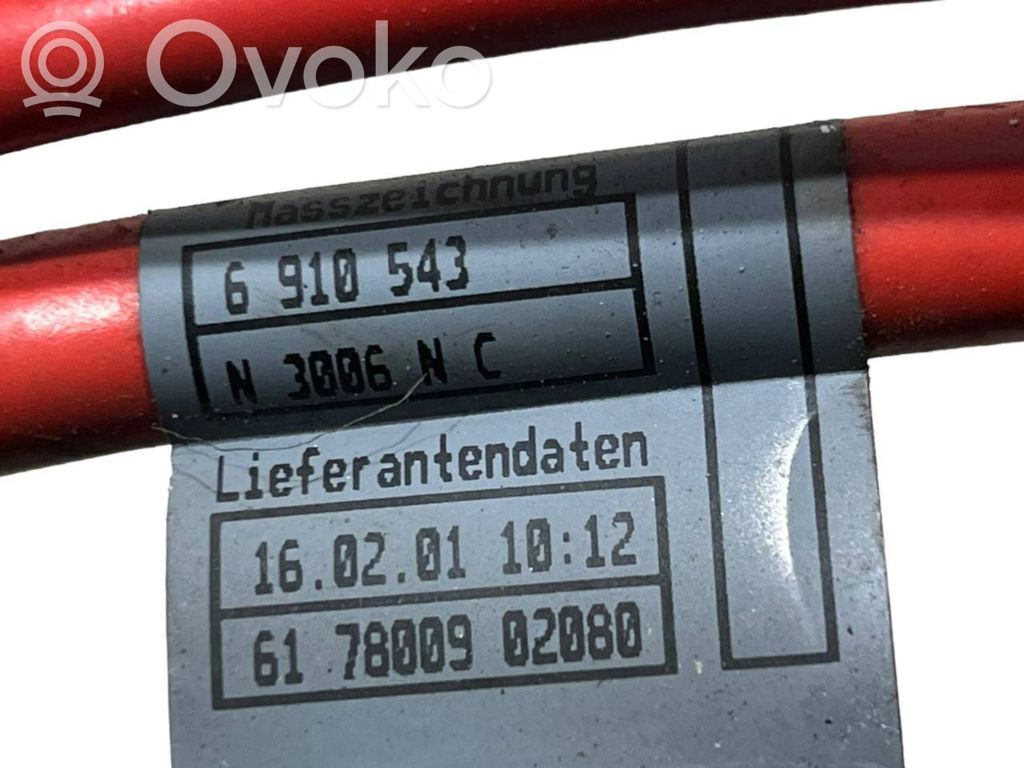 Ovoko
Masszeichnung
6 910 543
N 3006 N C
Lieferantendaten
16.02.01 10:12
61 78009 02080